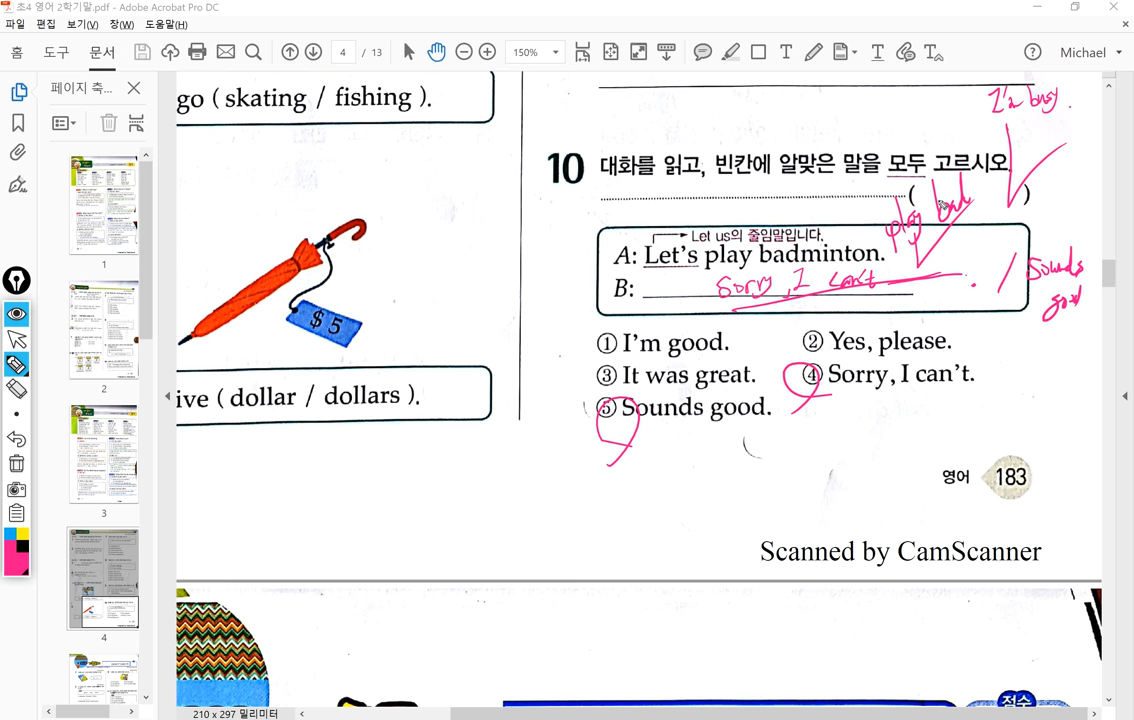 초4 영어 2학기말.pdf - Adobe Acrobat Pro DC
파일 편집 보기(V) 창(W) 도움말(H)
홈 도구 문서 4 / 13 150% Michael
페이지 축...
1
2
3
4
go ( skating / fishing ).
$ 5
ive ( dollar / dollars ).
I'm busy.
10 대화를 읽고, 빈칸에 알맞은 말을 모두 고르시오.
( )
play bad
Let us의 줄임말입니다.
A: Let's play badminton.
B: Sorry, I can't . / Sounds good
① I'm good. ② Yes, please.
③ It was great. ④ Sorry, I can't.
⑤ Sounds good.
영어 183
Scanned by CamScanner
점수
210 x 297 밀리미터